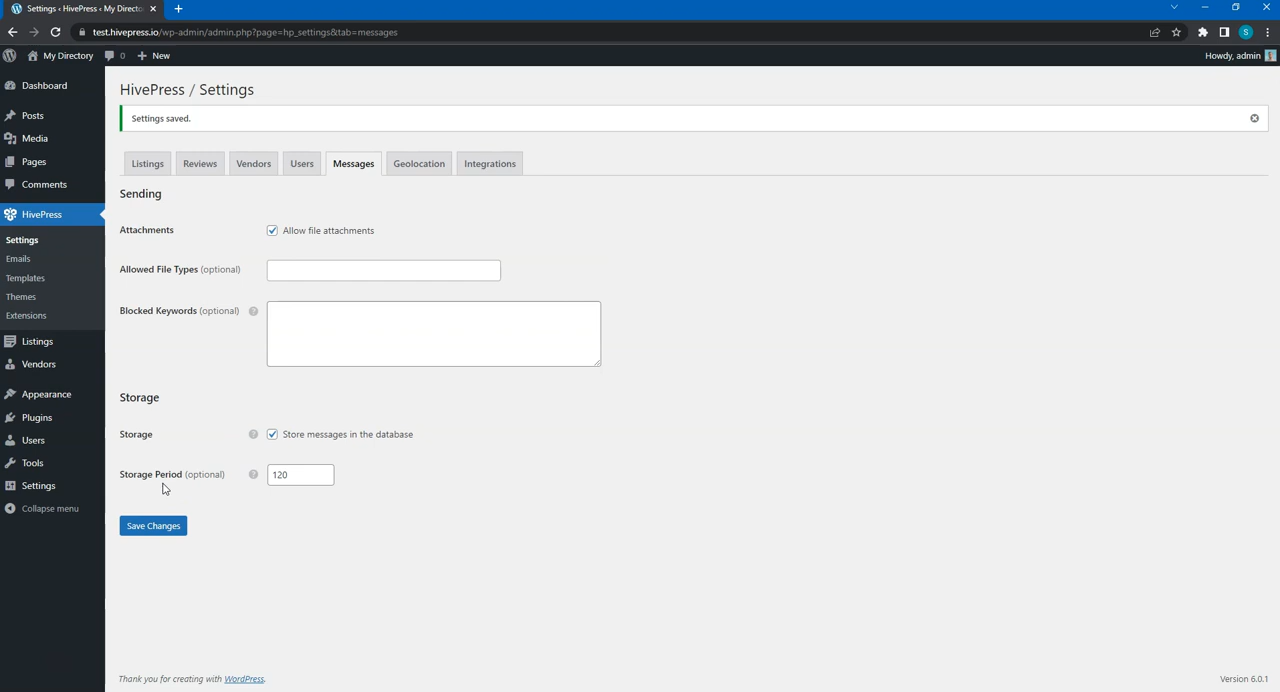 Settings ‹ HivePress ‹ My Directo
test.hivepress.io/wp-admin/admin.php?page=hp_settings&tab=messages
S
My Directory
0
New
Howdy, admin
Dashboard
Posts
Media
Pages
Comments
HivePress
Settings
Emails
Templates
Themes
Extensions
Listings
Vendors
Appearance
Plugins
Users
Tools
Settings
Collapse menu
HivePress / Settings
Settings saved.
Listings
Reviews
Vendors
Users
Messages
Geolocation
Integrations
Sending
Attachments
Allow file attachments
Allowed File Types (optional)
Blocked Keywords (optional)
Storage
Storage
Store messages in the database
Storage Period (optional)
120
Save Changes
Thank you for creating with WordPress.
Version 6.0.1